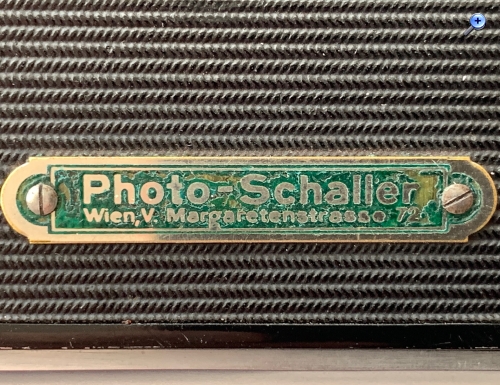 Photo-Schaller
Wien, V. Margaretenstrasse 72.